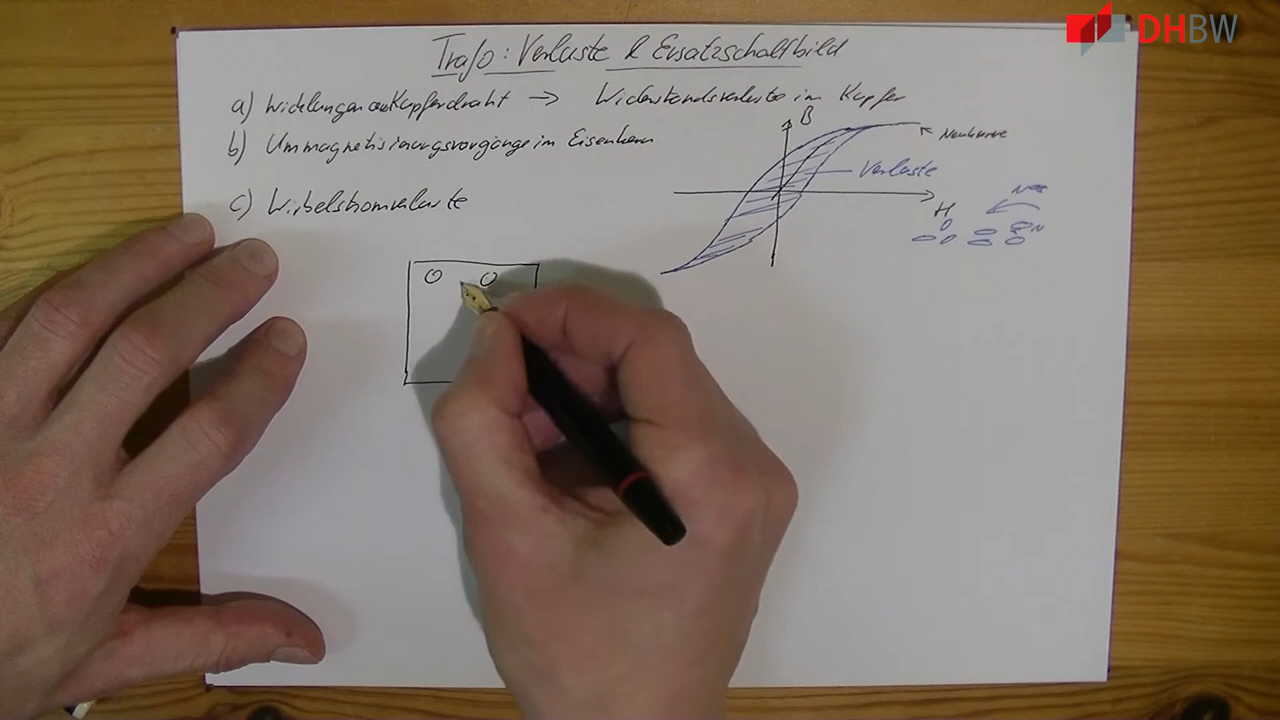 DHBW
Trafo: Verluste & Ersatzschaltbild
a) Wicklungen aus Kupferdraht → Widerstandsverluste im Kupfer
b) Ummagnetisierungsvorgänge im Eisenkern
c) Wirbelstromverluste
B
Neukurve
Verluste
H
N